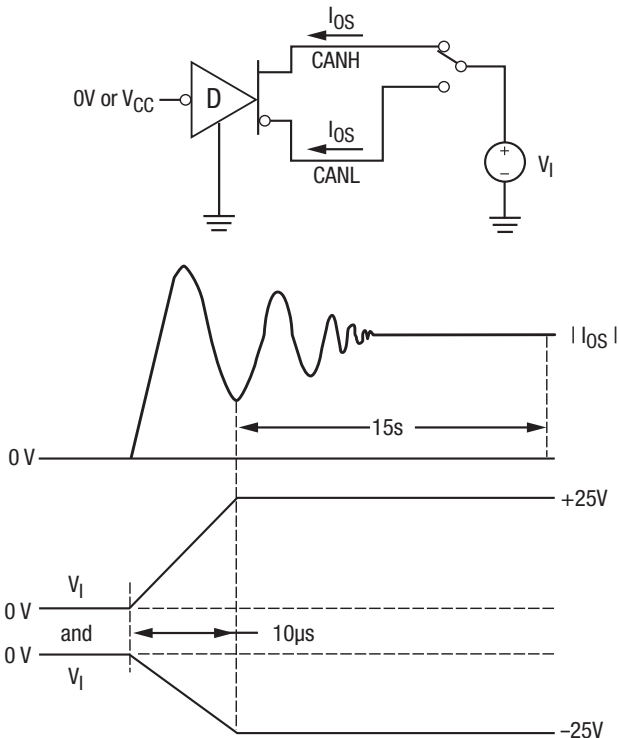 I_OS
CANH
0V or V_CC
D
I_OS
CANL
+
−
V_I
| I_OS |
15s
0 V
+25V
V_I
0 V
and
10µs
0 V
V_I
–25V